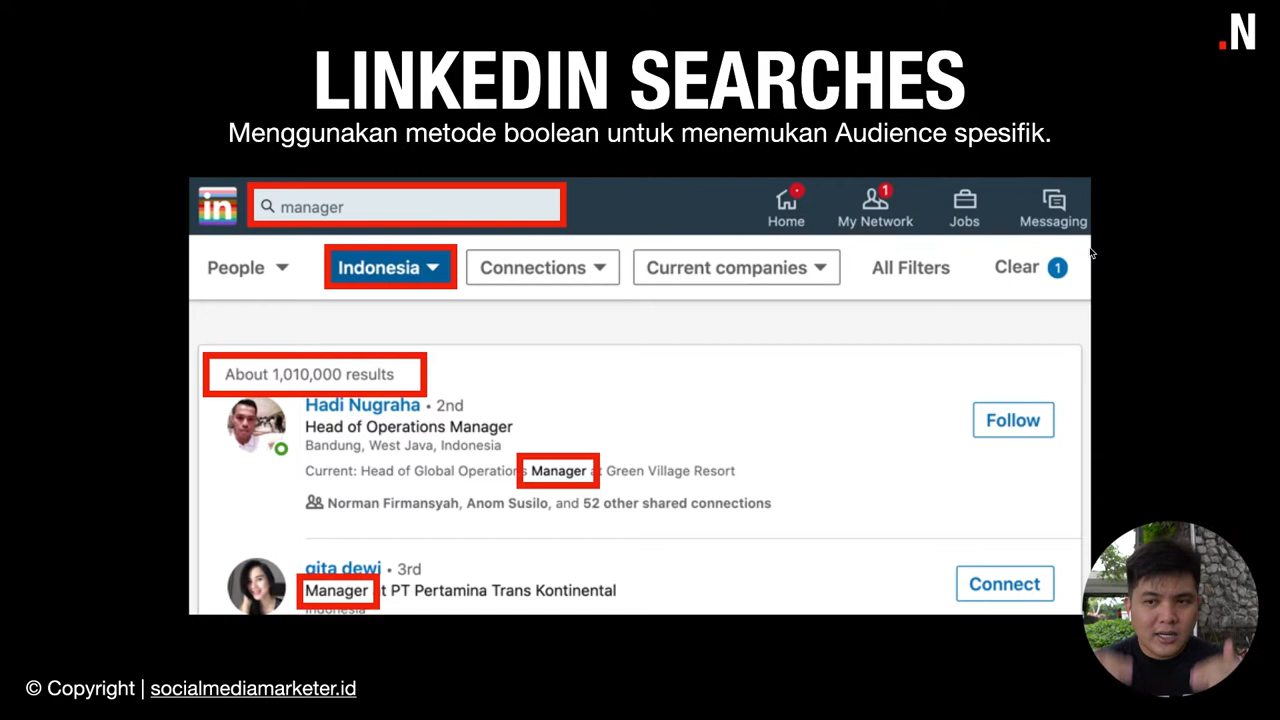 .N
LINKEDIN SEARCHES
Menggunakan metode boolean untuk menemukan Audience spesifik.
in
manager
Home
1
My Network
Jobs
Messaging
People
Indonesia
Connections
Current companies
All Filters
Clear 1
About 1,010,000 results
Hadi Nugraha • 2nd
Head of Operations Manager
Follow
Bandung, West Java, Indonesia
Current: Head of Global Operations Manager at Green Village Resort
Norman Firmansyah, Anom Susilo, and 52 other shared connections
gita dewi • 3rd
Manager at PT Pertamina Trans Kontinental
Connect
Indonesia
© Copyright | socialmediamarketer.id